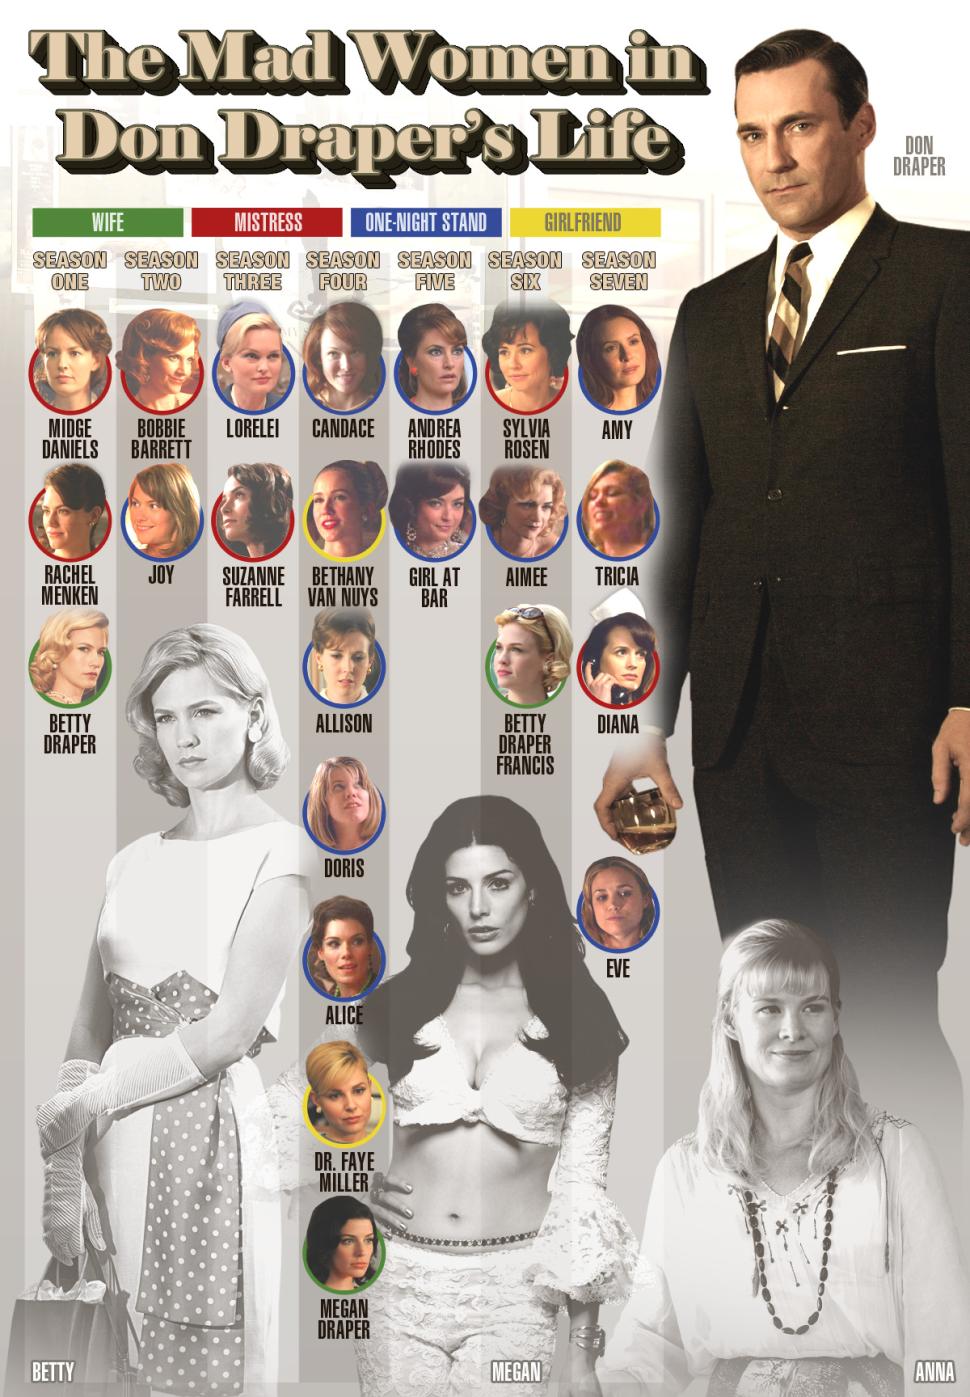 The Mad Women in
Don Draper's Life
DON
DRAPER
WIFE
MISTRESS
ONE-NIGHT STAND
GIRLFRIEND
SEASON
ONE
SEASON
TWO
SEASON
THREE
SEASON
FOUR
SEASON
FIVE
SEASON
SIX
SEASON
SEVEN
MIDGE
DANIELS
BOBBIE
BARRETT
LORELEI
CANDACE
ANDREA
RHODES
SYLVIA
ROSEN
AMY
RACHEL
MENKEN
JOY
SUZANNE
FARRELL
BETHANY
VAN NUYS
GIRL AT
BAR
AIMEE
TRICIA
BETTY
DRAPER
ALLISON
BETTY
DRAPER
FRANCIS
DIANA
DORIS
EVE
ALICE
DR. FAYE
MILLER
MEGAN
DRAPER
BETTY
MEGAN
ANNA